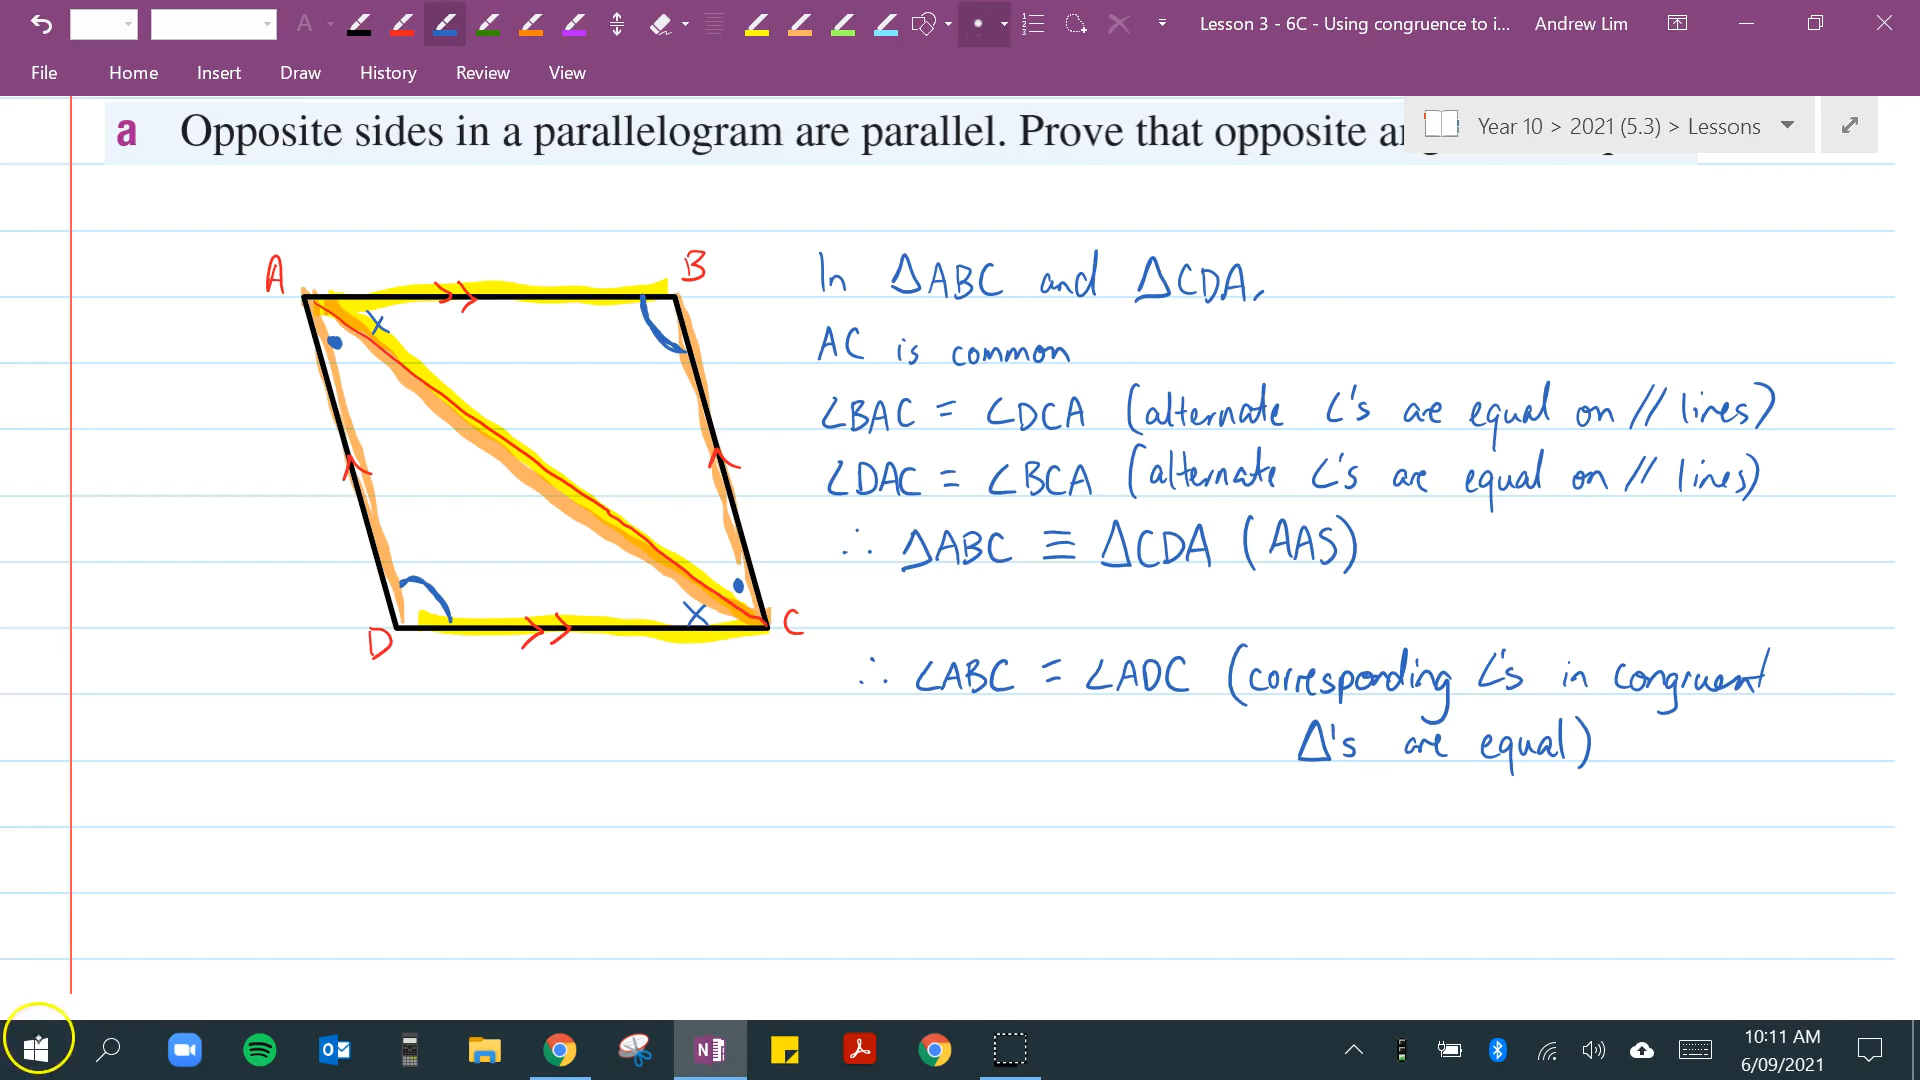 Lesson 3 - 6C - Using congruence to i...
Andrew Lim
File Home Insert Draw History Review View
a Opposite sides in a parallelogram are parallel. Prove that opposite
Year 10 > 2021 (5.3) > Lessons
A
B
D
C
x
x
In ΔABC and ΔCDA,
AC is common
∠BAC = ∠DCA (alternate ∠'s are equal on // lines)
∠DAC = ∠BCA (alternate ∠'s are equal on // lines)
∴ ΔABC ≡ ΔCDA (AAS)
∴ ∠ABC = ∠ADC (corresponding ∠'s in congruent
Δ's are equal)
10:11 AM
6/09/2021